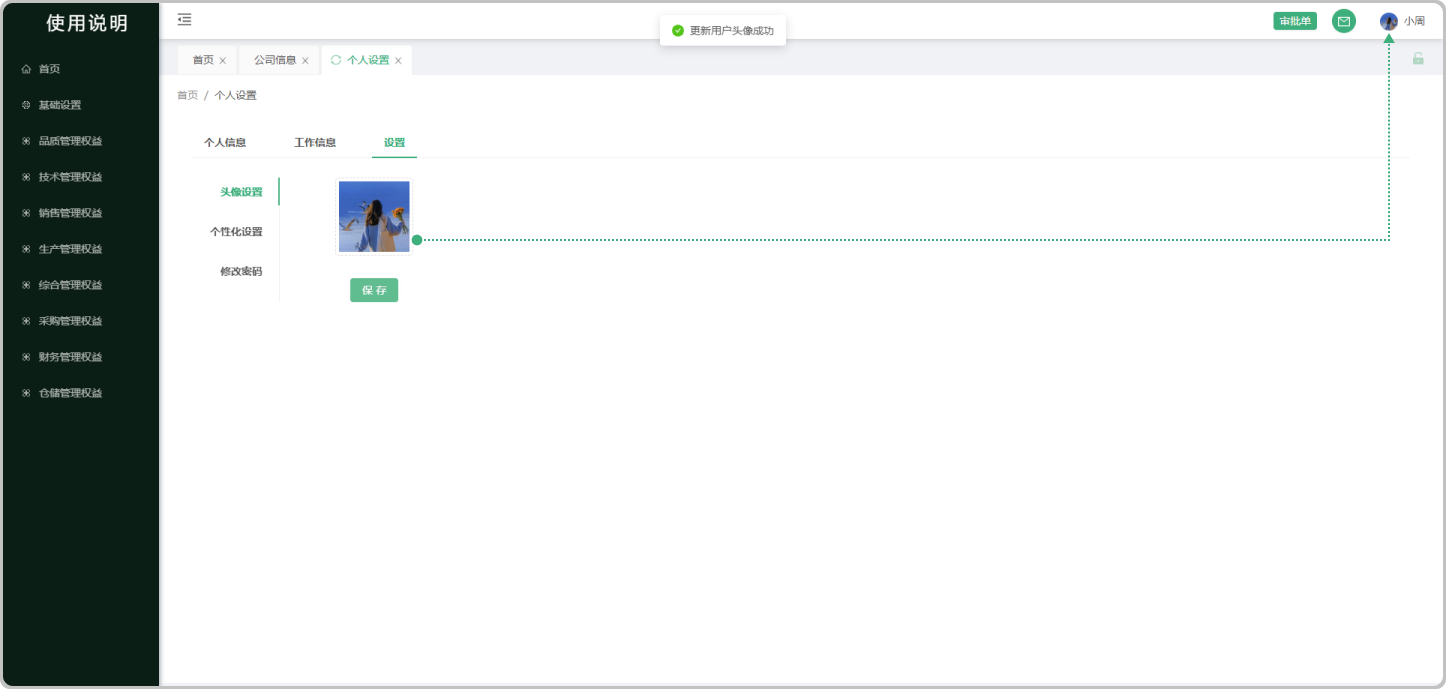 使用说明
首页
基础设置
品质管理权益
技术管理权益
销售管理权益
生产管理权益
综合管理权益
采购管理权益
财务管理权益
仓储管理权益
更新用户头像成功
审批单
小周
首页
公司信息
个人设置
首页 / 个人设置
个人信息
工作信息
设置
头像设置
个性化设置
修改密码
保存